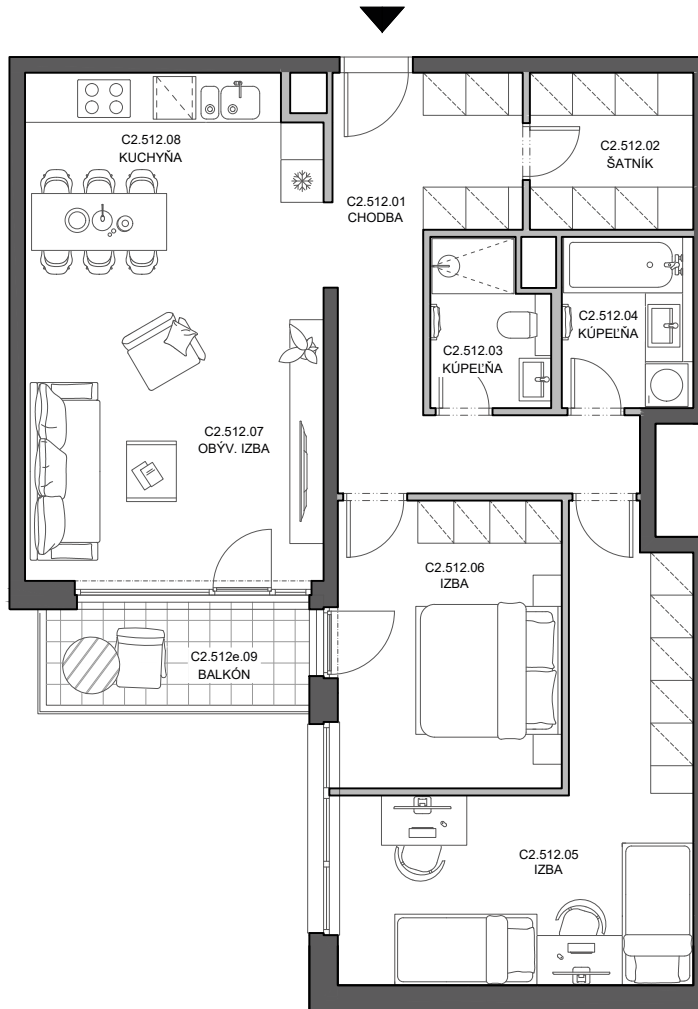 C2.512.08
KUCHYŇA
C2.512.02
ŠATNÍK
C2.512.01
CHODBA
C2.512.04
KÚPEĽŇA
C2.512.03
KÚPEĽŇA
C2.512.07
OBÝV. IZBA
C2.512.06
IZBA
C2.512e.09
BALKÓN
C2.512.05
IZBA